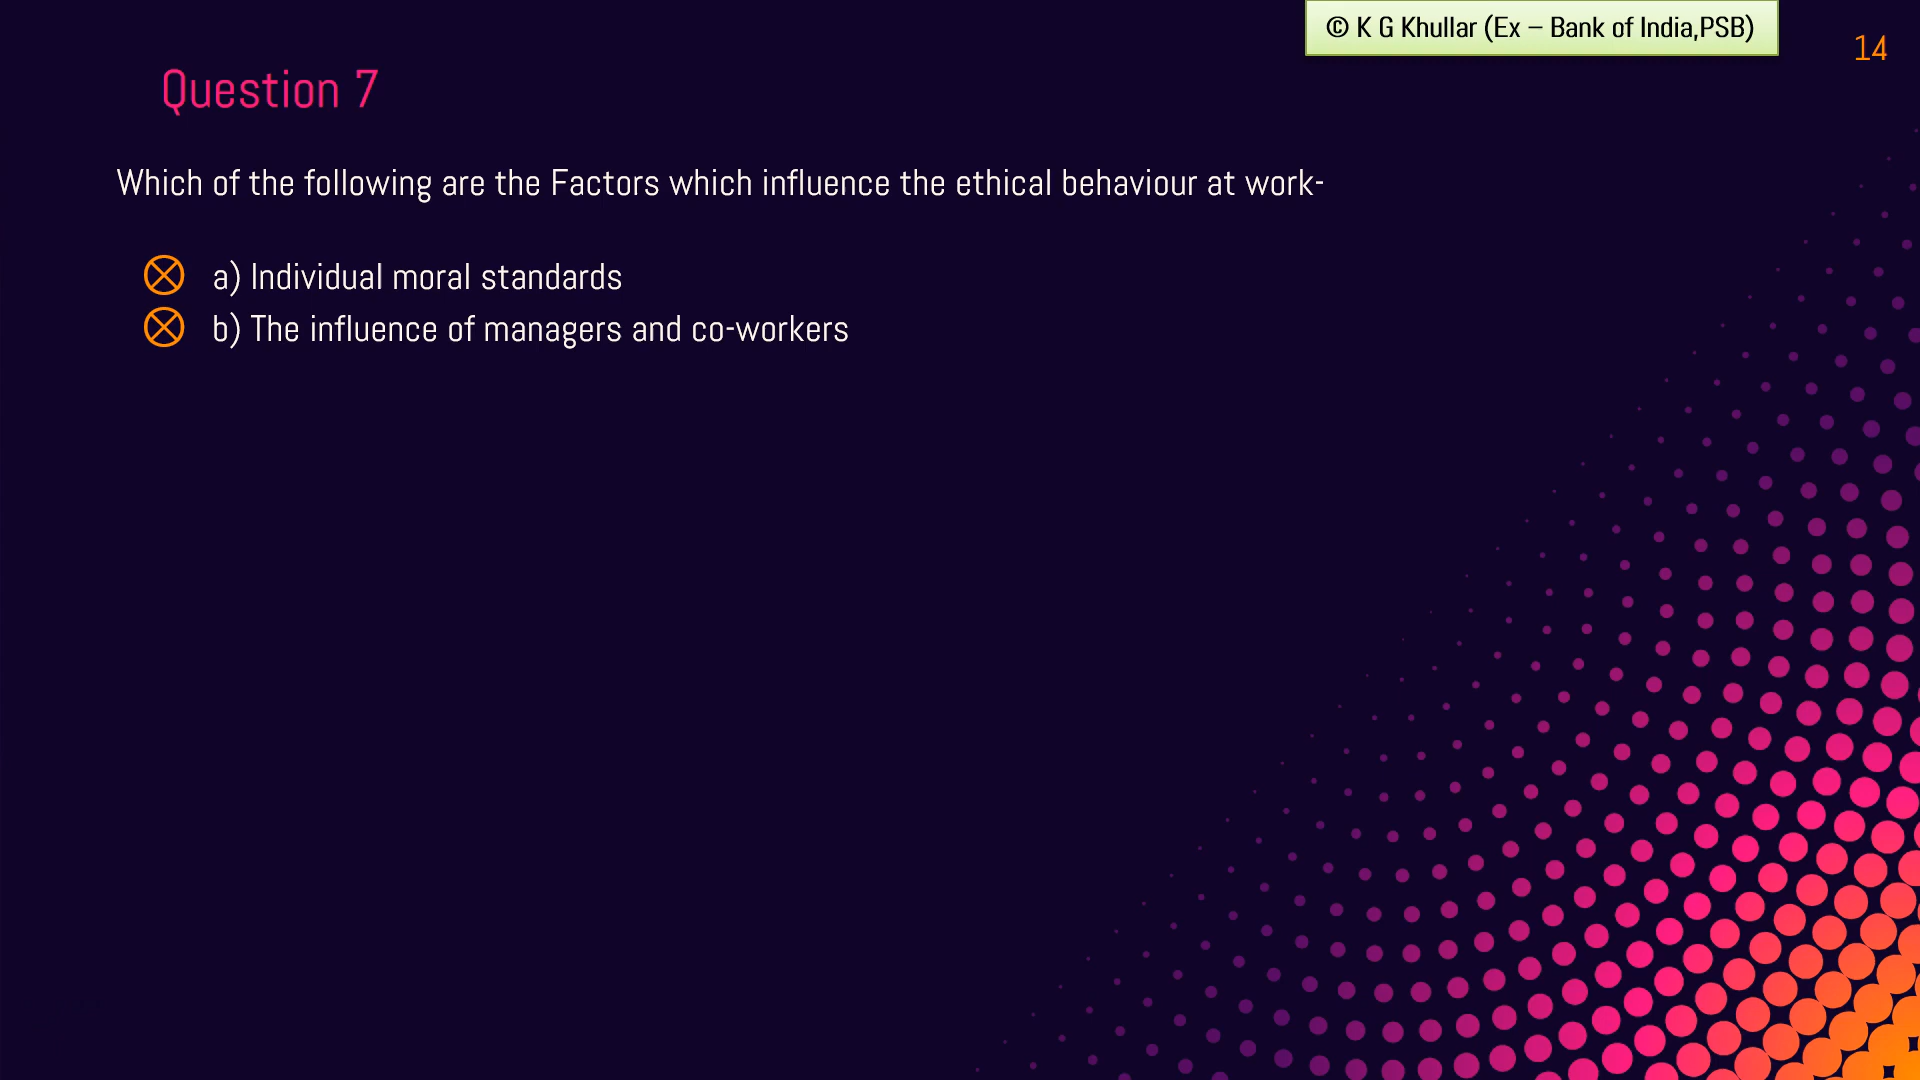 © K G Khullar (Ex – Bank of India,PSB)
14
Question 7
Which of the following are the Factors which influence the ethical behaviour at work-
a) Individual moral standards
b) The influence of managers and co-workers